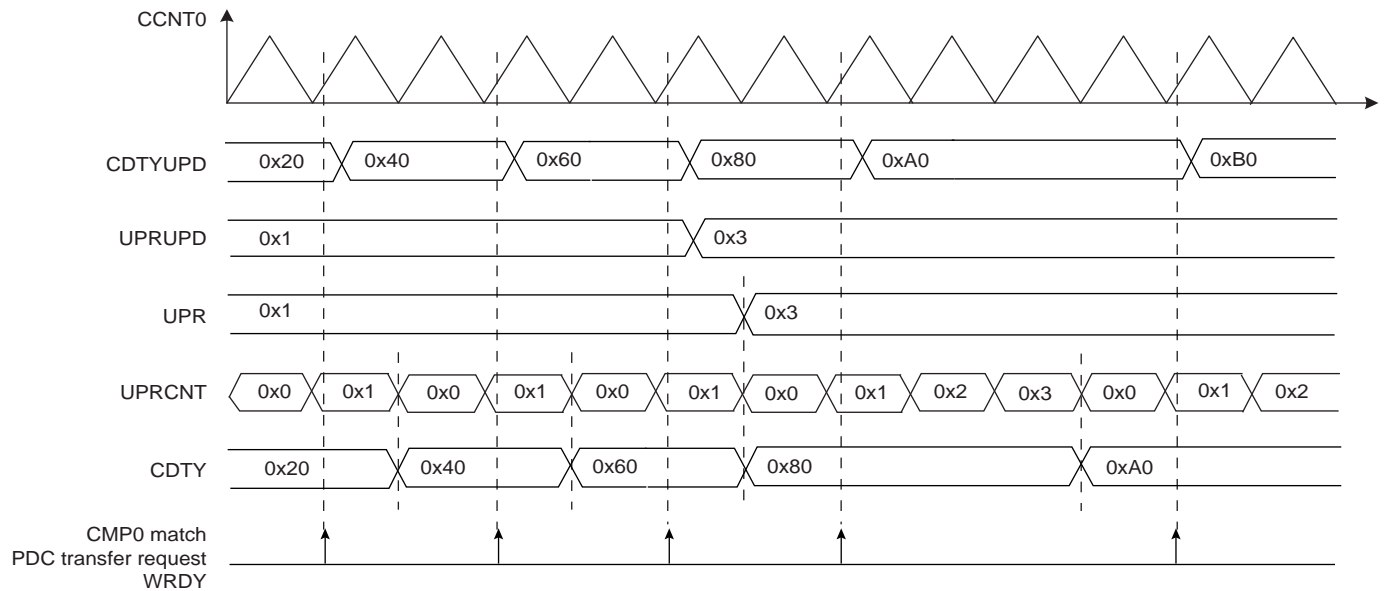 CCNT0
CDTYUPD 0x20 0x40 0x60 0x80 0xA0 0xB0
UPRUPD 0x1 0x3
UPR 0x1 0x3
UPRCNT 0x0 0x1 0x0 0x1 0x0 0x1 0x0 0x1 0x2 0x3 0x0 0x1 0x2
CDTY 0x20 0x40 0x60 0x80 0xA0
CMP0 match
PDC transfer request
WRDY